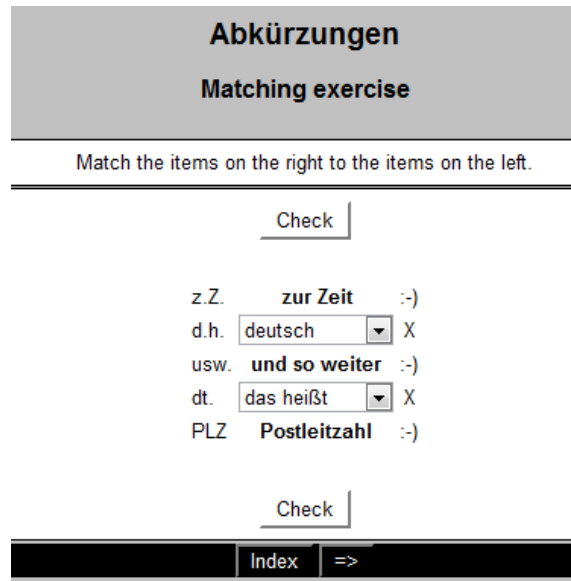 Abkürzungen
Matching exercise
Match the items on the right to the items on the left.
Check
z.Z. zur Zeit :-)
d.h. deutsch X
usw. und so weiter :-)
dt. das heißt X
PLZ Postleitzahl :-)
Check
Index =>